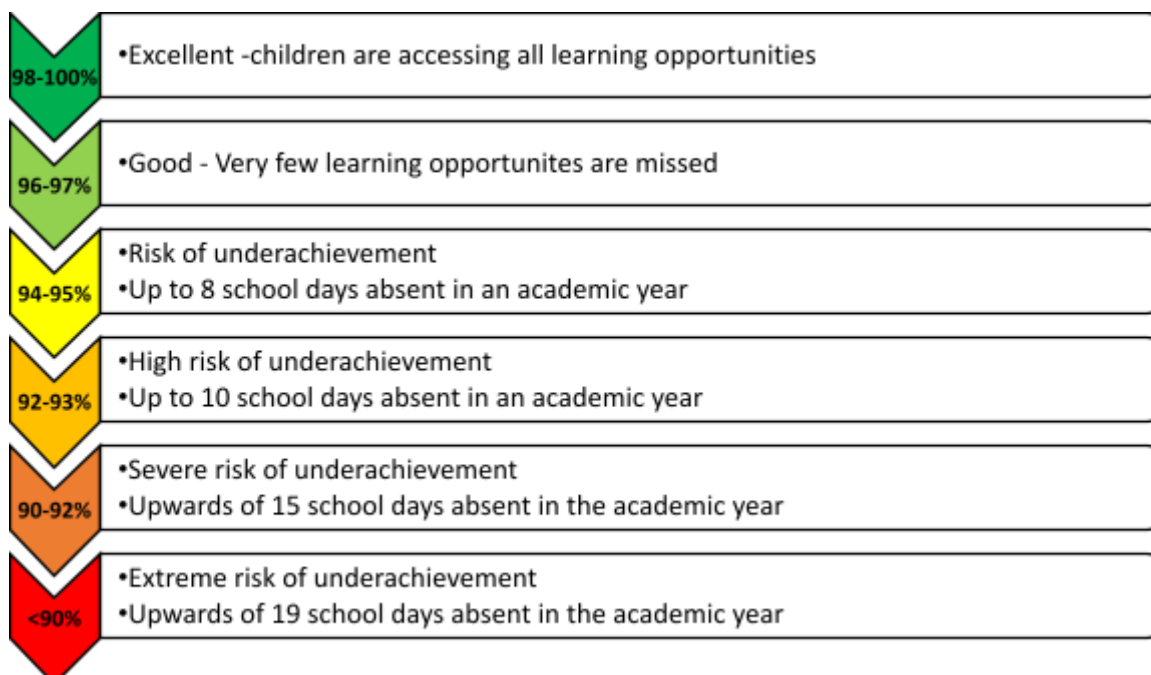 98-100%
•Excellent -children are accessing all learning opportunities
96-97%
•Good - Very few learning opportunites are missed
94-95%
•Risk of underachievement
•Up to 8 school days absent in an academic year
92-93%
•High risk of underachievement
•Up to 10 school days absent in an academic year
90-92%
•Severe risk of underachievement
•Upwards of 15 school days absent in the academic year
<90%
•Extreme risk of underachievement
•Upwards of 19 school days absent in the academic year